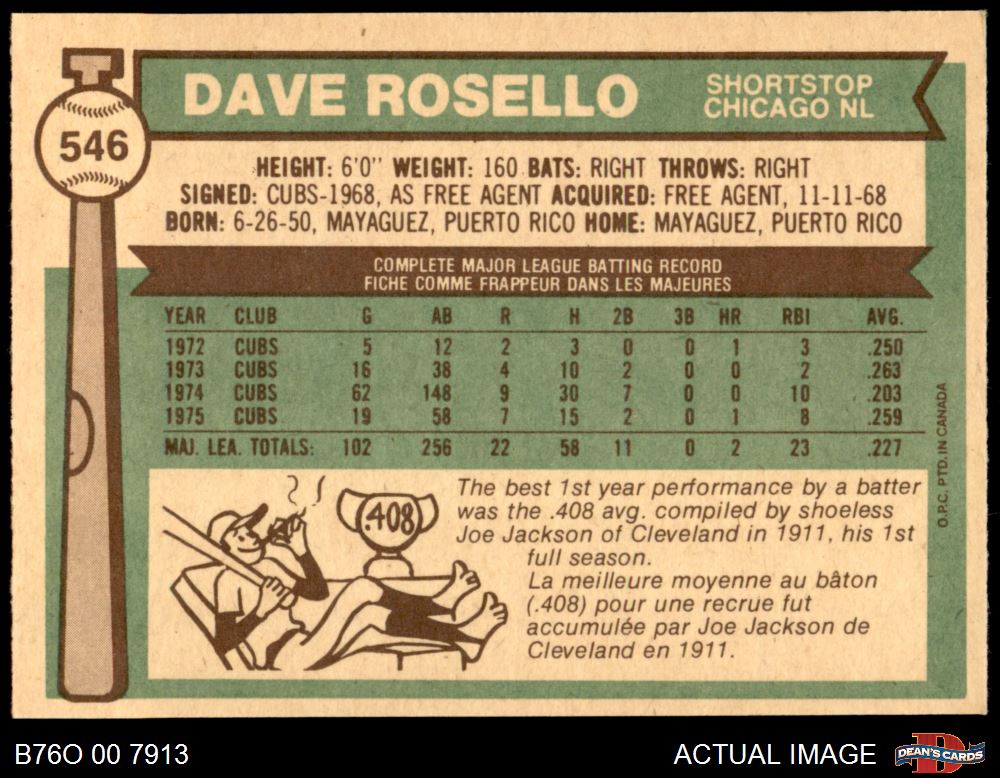 546
DAVE ROSELLO
SHORTSTOP
CHICAGO NL
HEIGHT: 6'0'' WEIGHT: 160 BATS: RIGHT THROWS: RIGHT
SIGNED: CUBS-1968, AS FREE AGENT ACQUIRED: FREE AGENT, 11-11-68
BORN: 6-26-50, MAYAGUEZ, PUERTO RICO HOME: MAYAGUEZ, PUERTO RICO
COMPLETE MAJOR LEAGUE BATTING RECORD
FICHE COMME FRAPPEUR DANS LES MAJEURES
YEAR CLUB G AB R H 2B 3B HR RBI AVG.
1972 CUBS 5 12 2 3 0 0 1 3 .250
1973 CUBS 16 38 4 10 2 0 0 2 .263
1974 CUBS 62 148 9 30 7 0 0 10 .203
1975 CUBS 19 58 7 15 2 0 1 8 .259
MAJ. LEA. TOTALS: 102 256 22 58 11 0 2 23 .227
.408
The best 1st year performance by a batter
was the .408 avg. compiled by shoeless
Joe Jackson of Cleveland in 1911, his 1st
full season.
La meilleure moyenne au bâton
(.408) pour une recrue fut
accumulée par Joe Jackson de
Cleveland en 1911.
O.P.C. PTD. IN CANADA
B76O 00 7913
ACTUAL IMAGE
DEAN'S CARDS